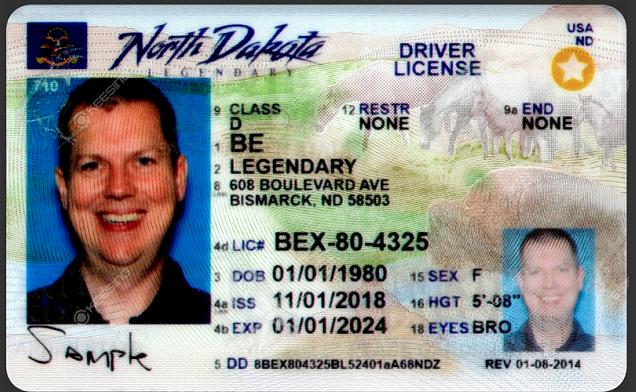 North Dakota
LEGENDARY
DRIVER
LICENSE
USA
ND
9 CLASS
D
12 RESTR
NONE
9a END
NONE
1 BE
2 LEGENDARY
8 608 BOULEVARD AVE
BISMARCK, ND 58503
4d LIC# BEX-80-4325
3 DOB 01/01/1980
15 SEX F
4a ISS 11/01/2018
16 HGT 5'-08"
4b EXP 01/01/2024
18 EYES BRO
Sample
5 DD 8BEX804325BL52401aA68NDZ
REV 01-08-2014